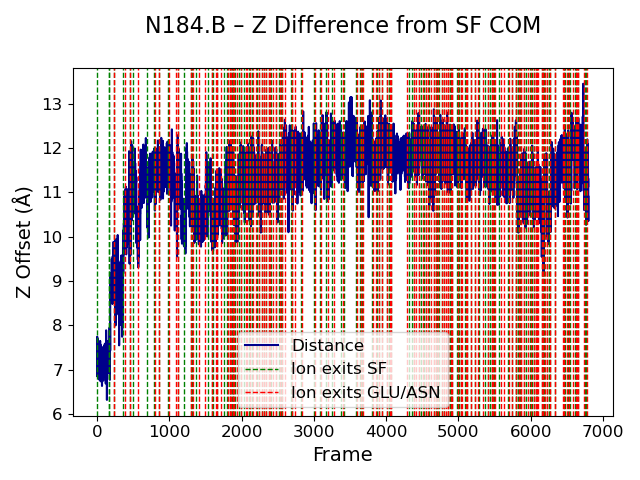 N184.B – Z Difference from SF COM
Z Offset (Å)
13
12
11
10
9
8
7
6
Distance
Ion exits SF
Ion exits GLU/ASN
0 1000 2000 3000 4000 5000 6000 7000
Frame